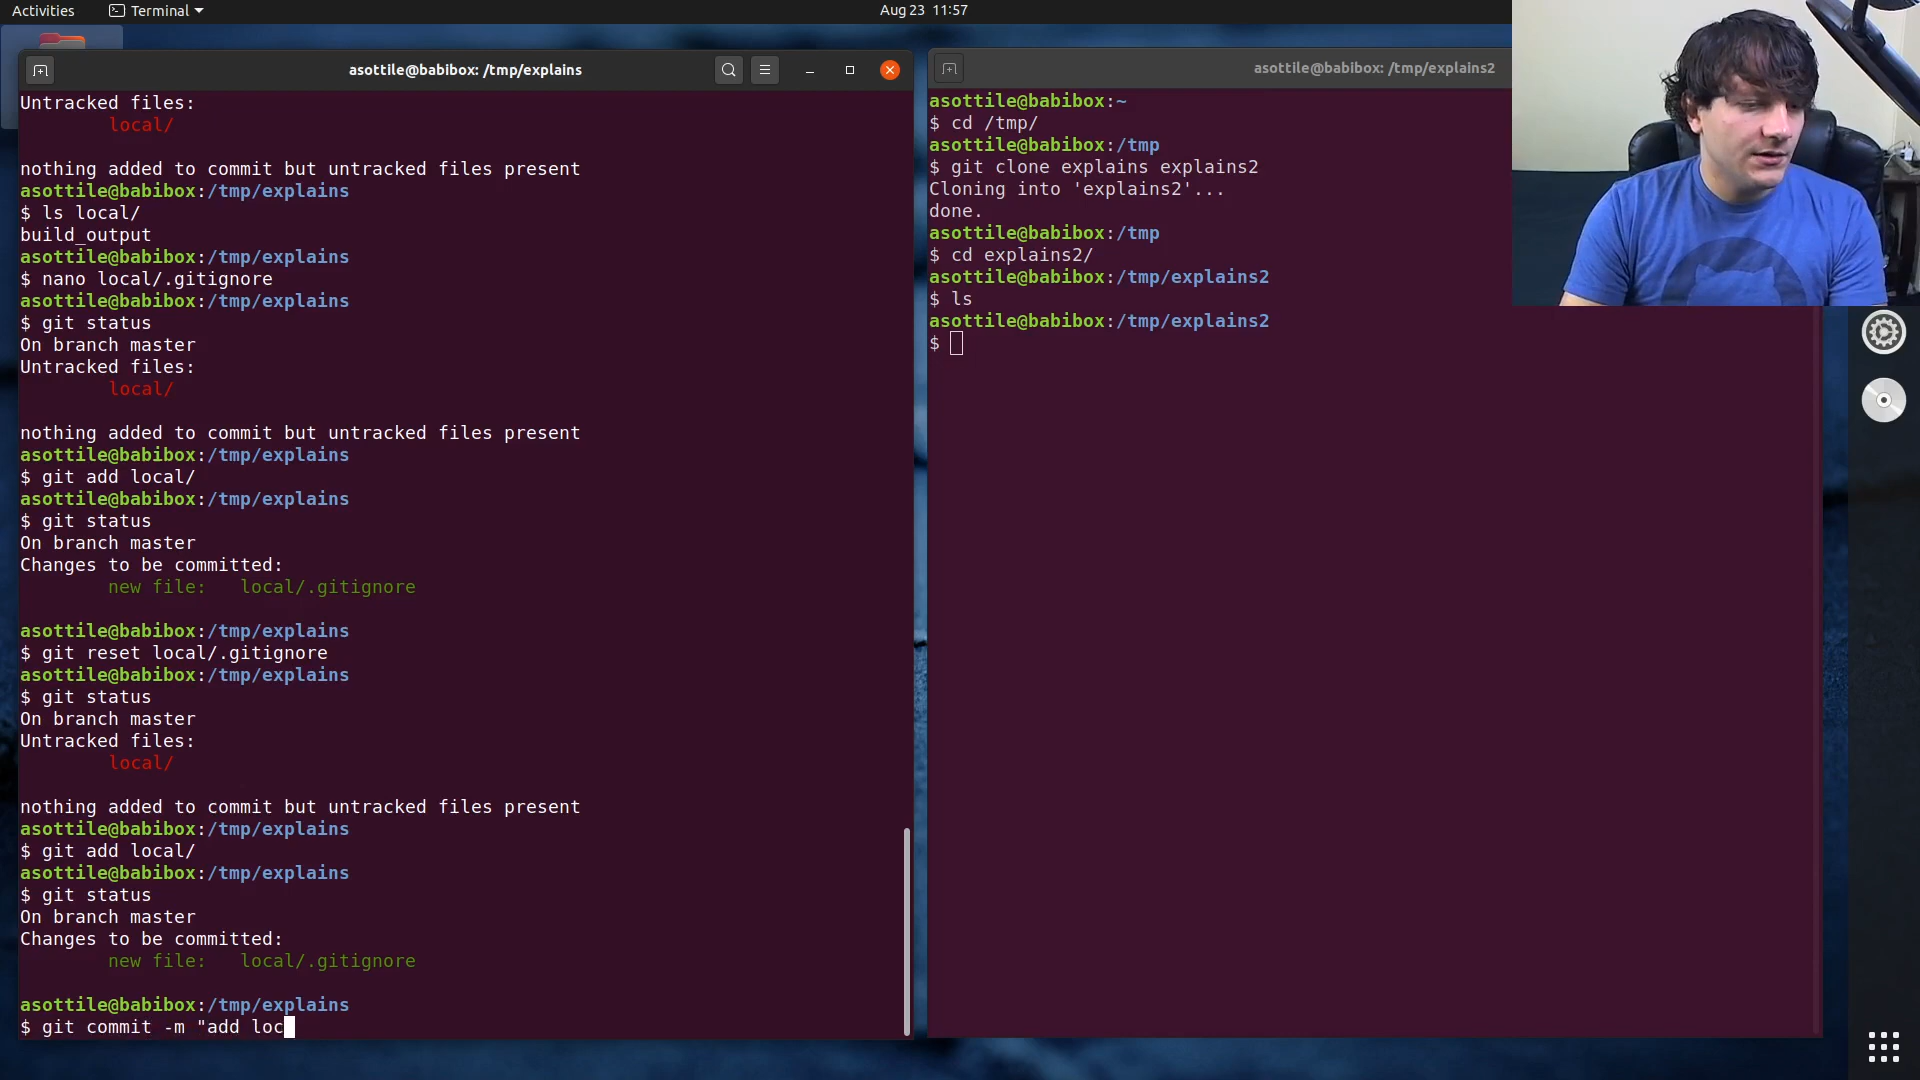 Activities
Terminal
Aug 23 11:57
asottile@babibox: /tmp/explains
Untracked files:
local/
nothing added to commit but untracked files present
asottile@babibox:/tmp/explains
$ ls local/
build_output
asottile@babibox:/tmp/explains
$ nano local/.gitignore
asottile@babibox:/tmp/explains
$ git status
On branch master
Untracked files:
local/
nothing added to commit but untracked files present
asottile@babibox:/tmp/explains
$ git add local/
asottile@babibox:/tmp/explains
$ git status
On branch master
Changes to be committed:
new file:   local/.gitignore
asottile@babibox:/tmp/explains
$ git reset local/.gitignore
asottile@babibox:/tmp/explains
$ git status
On branch master
Untracked files:
local/
nothing added to commit but untracked files present
asottile@babibox:/tmp/explains
$ git add local/
asottile@babibox:/tmp/explains
$ git status
On branch master
Changes to be committed:
new file:   local/.gitignore
asottile@babibox:/tmp/explains
$ git commit -m "add loc
asottile@babibox: /tmp/explains2
asottile@babibox:~
$ cd /tmp/
asottile@babibox:/tmp
$ git clone explains explains2
Cloning into 'explains2'...
done.
asottile@babibox:/tmp
$ cd explains2/
asottile@babibox:/tmp/explains2
$ ls
asottile@babibox:/tmp/explains2
$